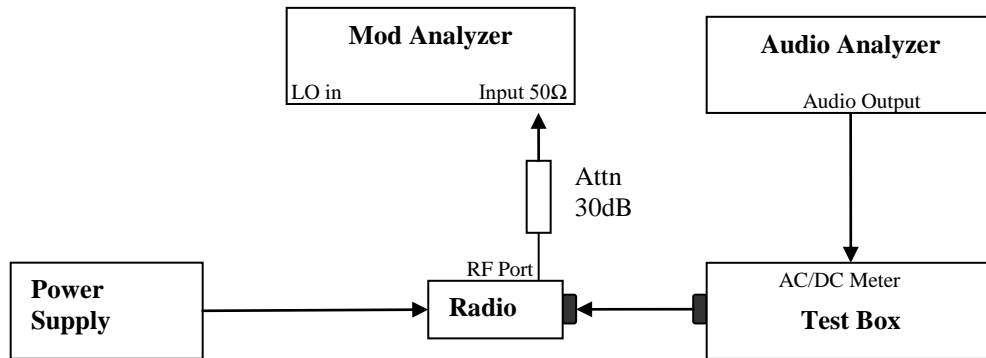 Mod Analyzer
LO in
Input 50Ω
Audio Analyzer
Audio Output
Attn
30dB
RF Port
Power
Supply
Radio
AC/DC Meter
Test Box